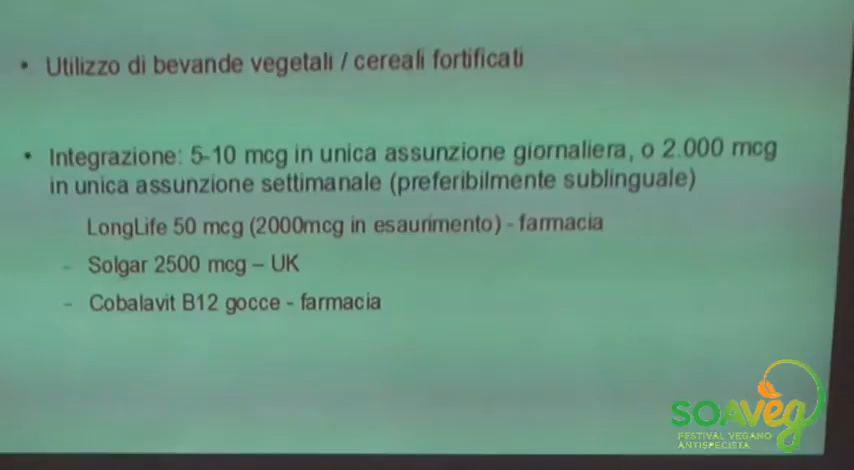 • Utilizzo di bevande vegetali / cereali fortificati
• Integrazione: 5-10 mcg in unica assunzione giornaliera, o 2.000 mcg
in unica assunzione settimanale (preferibilmente sublinguale)
LongLife 50 mcg (2000mcg in esaurimento) - farmacia
- Solgar 2500 mcg – UK
- Cobalavit B12 gocce - farmacia
SOAVEG
FESTIVAL VEGANO
ANTISPECISTA